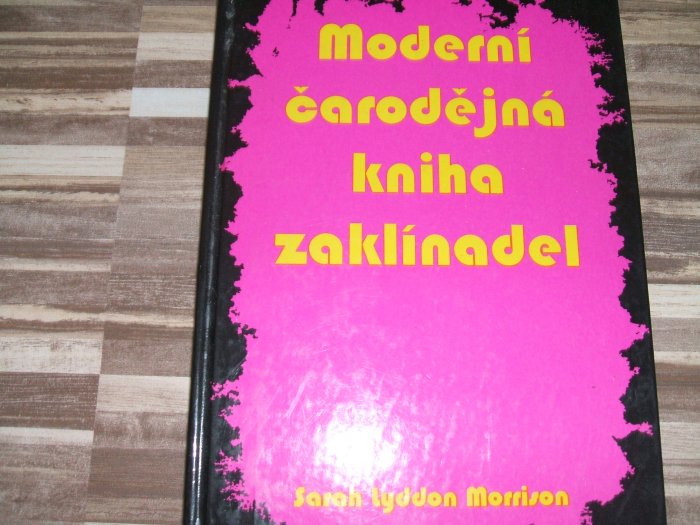 Moderní
čarodějná
kniha
zaklínadel
Sarah Lyddon Morrison